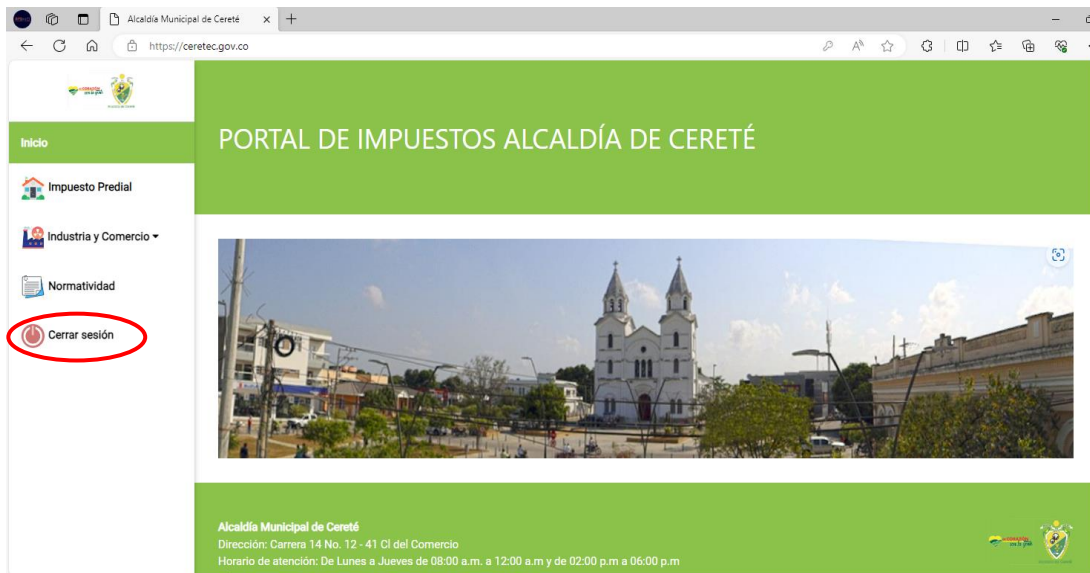 Alcaldía Municipal de Cereté
https://ceretec.gov.co
Inicio
Impuesto Predial
Industria y Comercio
Normatividad
Cerrar sesión
PORTAL DE IMPUESTOS ALCALDÍA DE CERETÉ
Alcaldía Municipal de Cereté
Dirección: Carrera 14 No. 12 - 41 Cl del Comercio
Horario de atención: De Lunes a Jueves de 08:00 a.m. a 12:00 a.m y de 02:00 p.m a 06:00 p.m